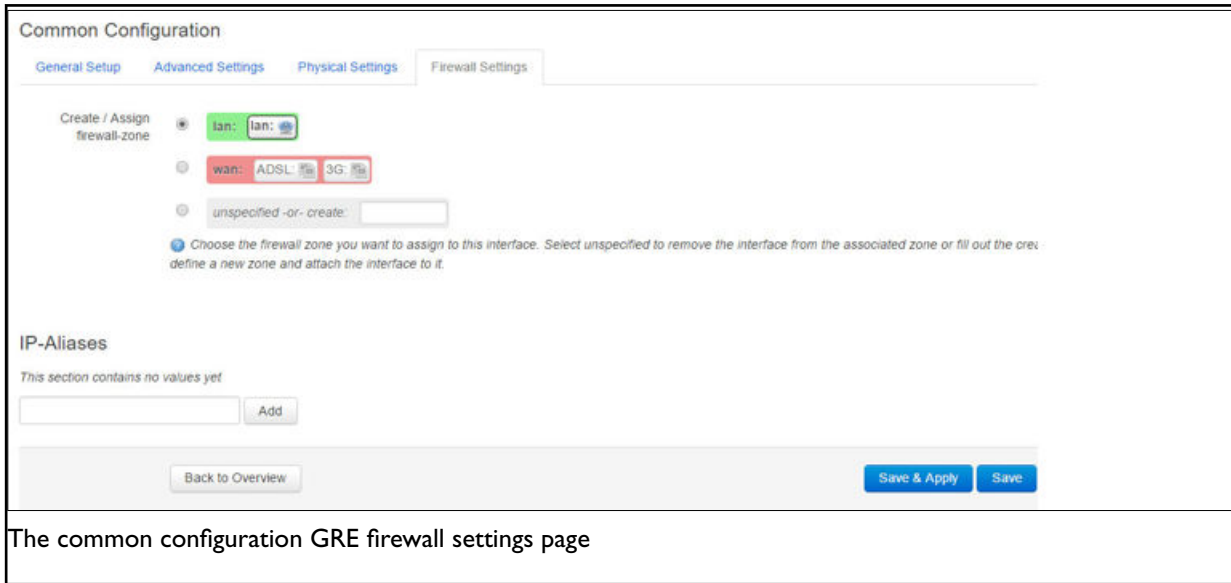 Common Configuration
General Setup Advanced Settings Physical Settings Firewall Settings
Create / Assign
firewall-zone
lan: lan:
wan: ADSL: 3G:
unspecified -or- create:
Choose the firewall zone you want to assign to this interface. Select unspecified to remove the interface from the associated zone or fill out the
define a new zone and attach the interface to it.
IP-Aliases
This section contains no values yet
Add
Back to Overview Save & Apply Save
The common configuration GRE firewall settings page